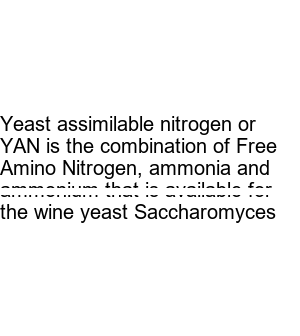 Yeast assimilable nitrogen or
YAN is the combination of Free
Amino Nitrogen, ammonia and
ammonium that is available for
the wine yeast Saccharomyces